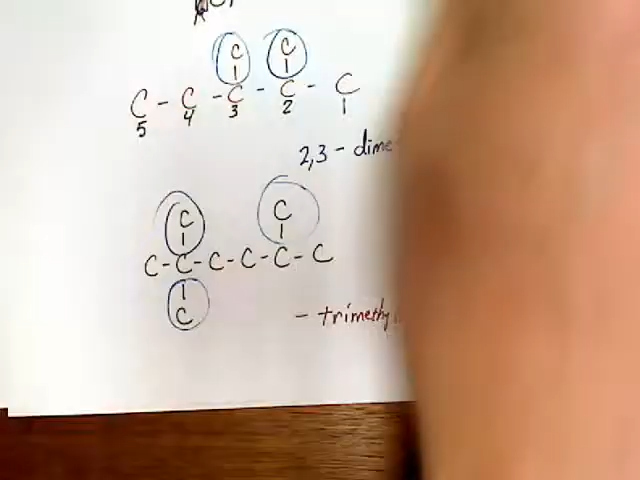 C C
C - C - C - C - C
5 4 3 2 1
2,3 - dime
C C
C - C - C - C - C - C
C
- trimethy